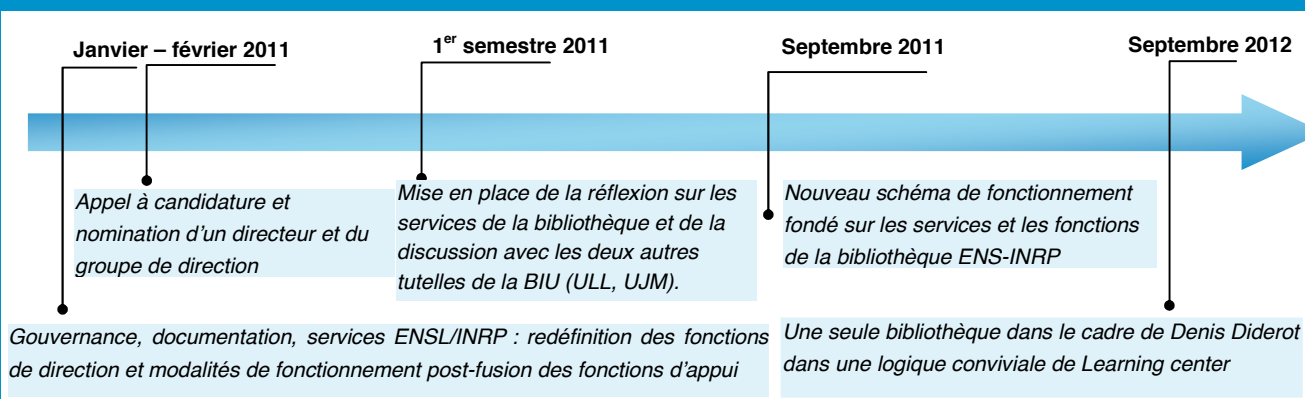 Janvier – février 2011
1er semestre 2011
Septembre 2011
Septembre 2012
Appel à candidature et
nomination d'un directeur et du
groupe de direction
Mise en place de la réflexion sur les
services de la bibliothèque et de la
discussion avec les deux autres
tutelles de la BIU (ULL, UJM).
Nouveau schéma de fonctionnement
fondé sur les services et les fonctions
de la bibliothèque ENS-INRP
Gouvernance, documentation, services ENSL/INRP : redéfinition des fonctions
de direction et modalités de fonctionnement post-fusion des fonctions d'appui
Une seule bibliothèque dans le cadre de Denis Diderot
dans une logique conviviale de Learning center